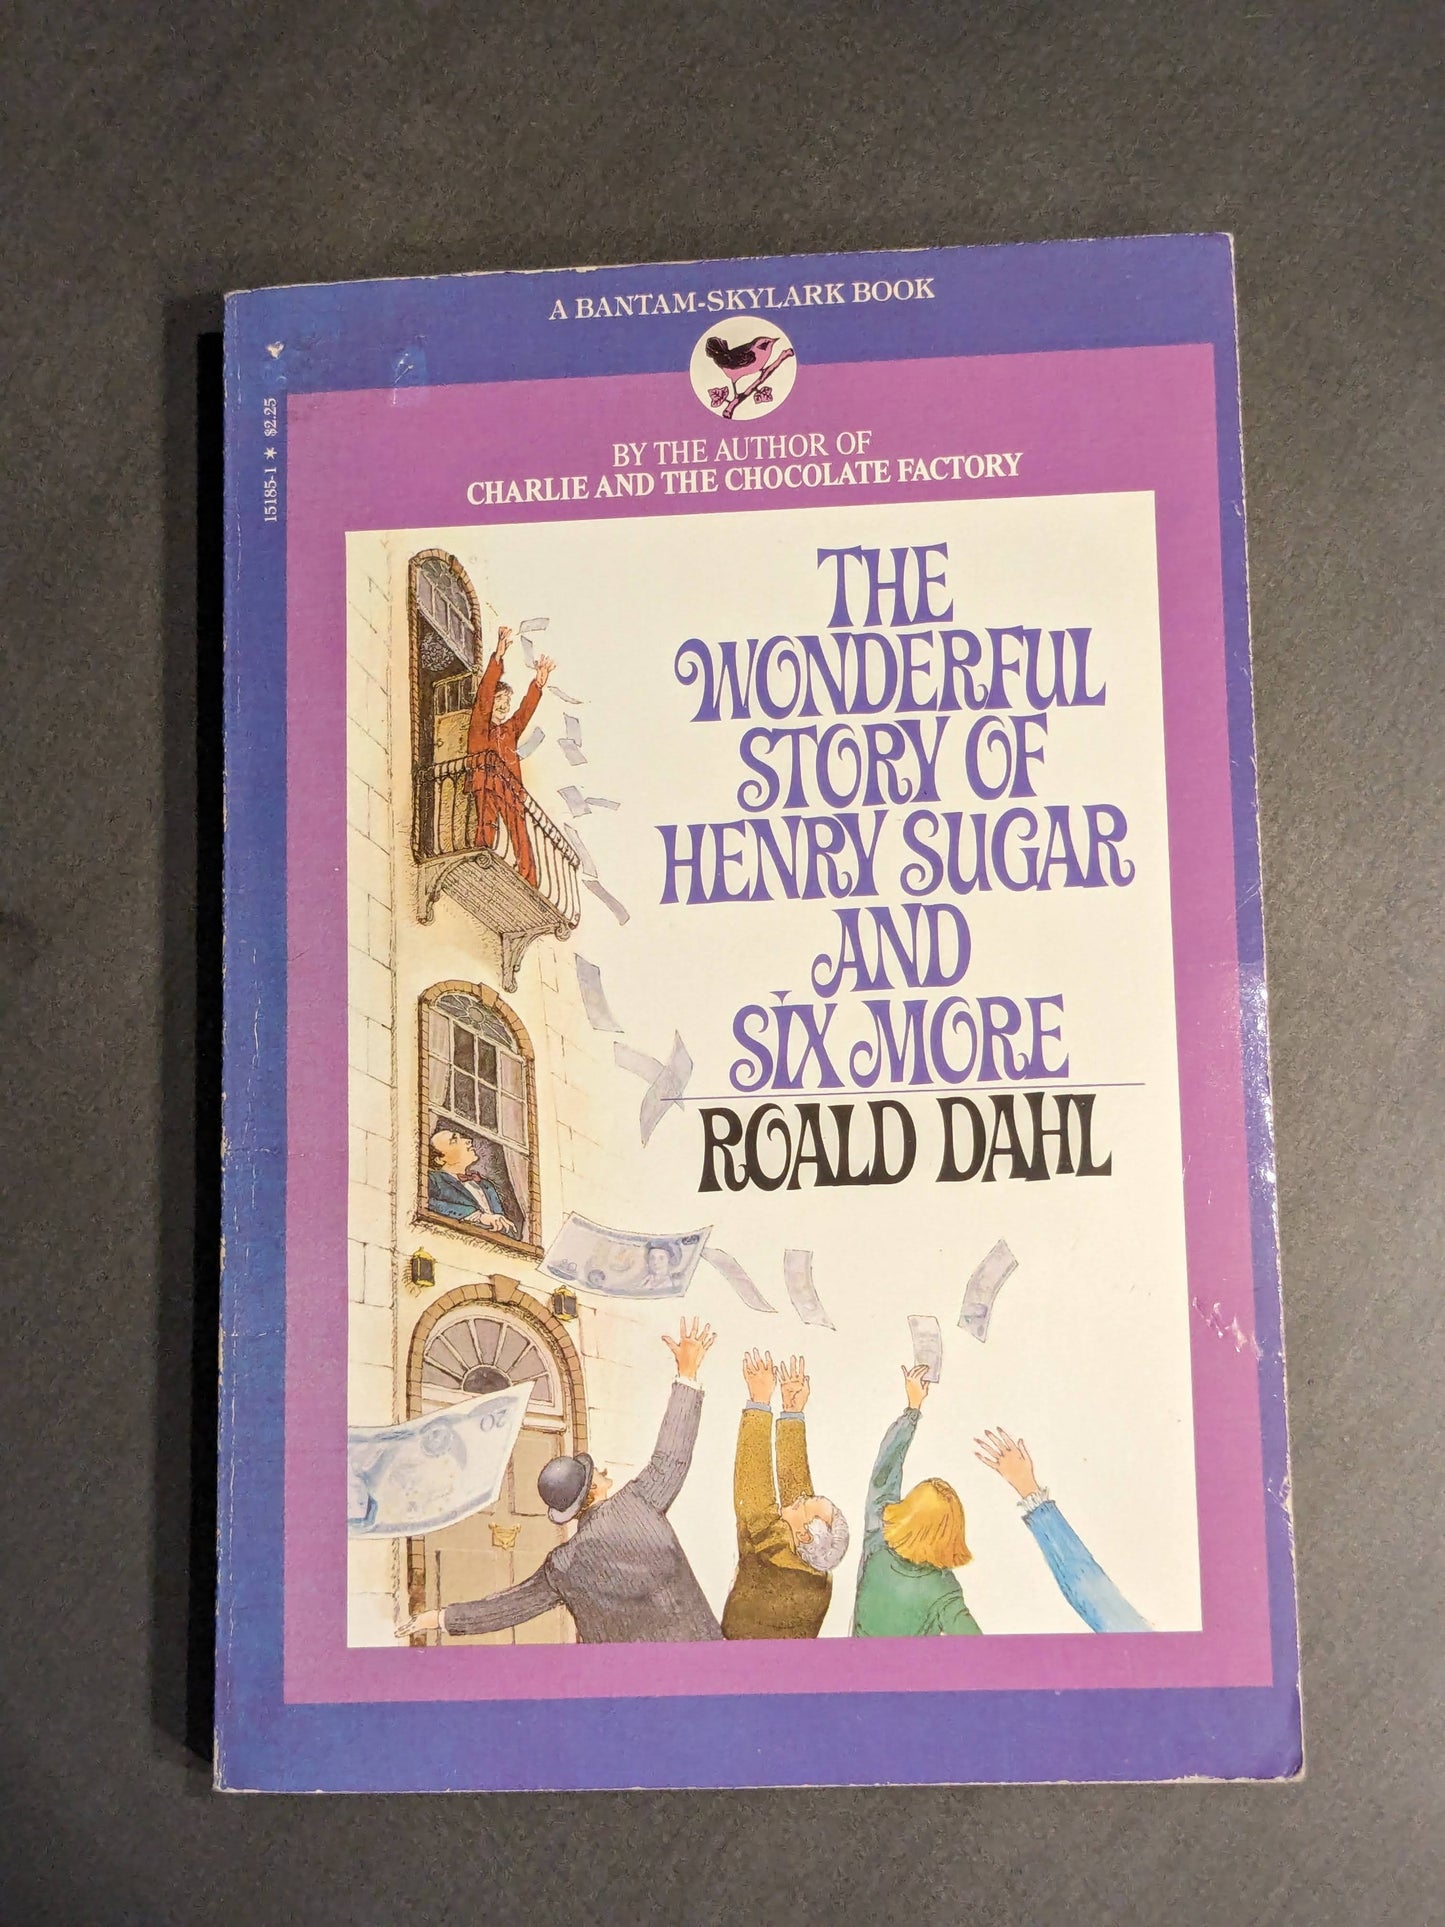 A BANTAM-SKYLARK BOOK
15185-1 * $2.25
BY THE AUTHOR OF
CHARLIE AND THE CHOCOLATE FACTORY
THE
WONDERFUL
STORY OF
HENRY SUGAR
AND
SIX MORE
ROALD DAHL
20